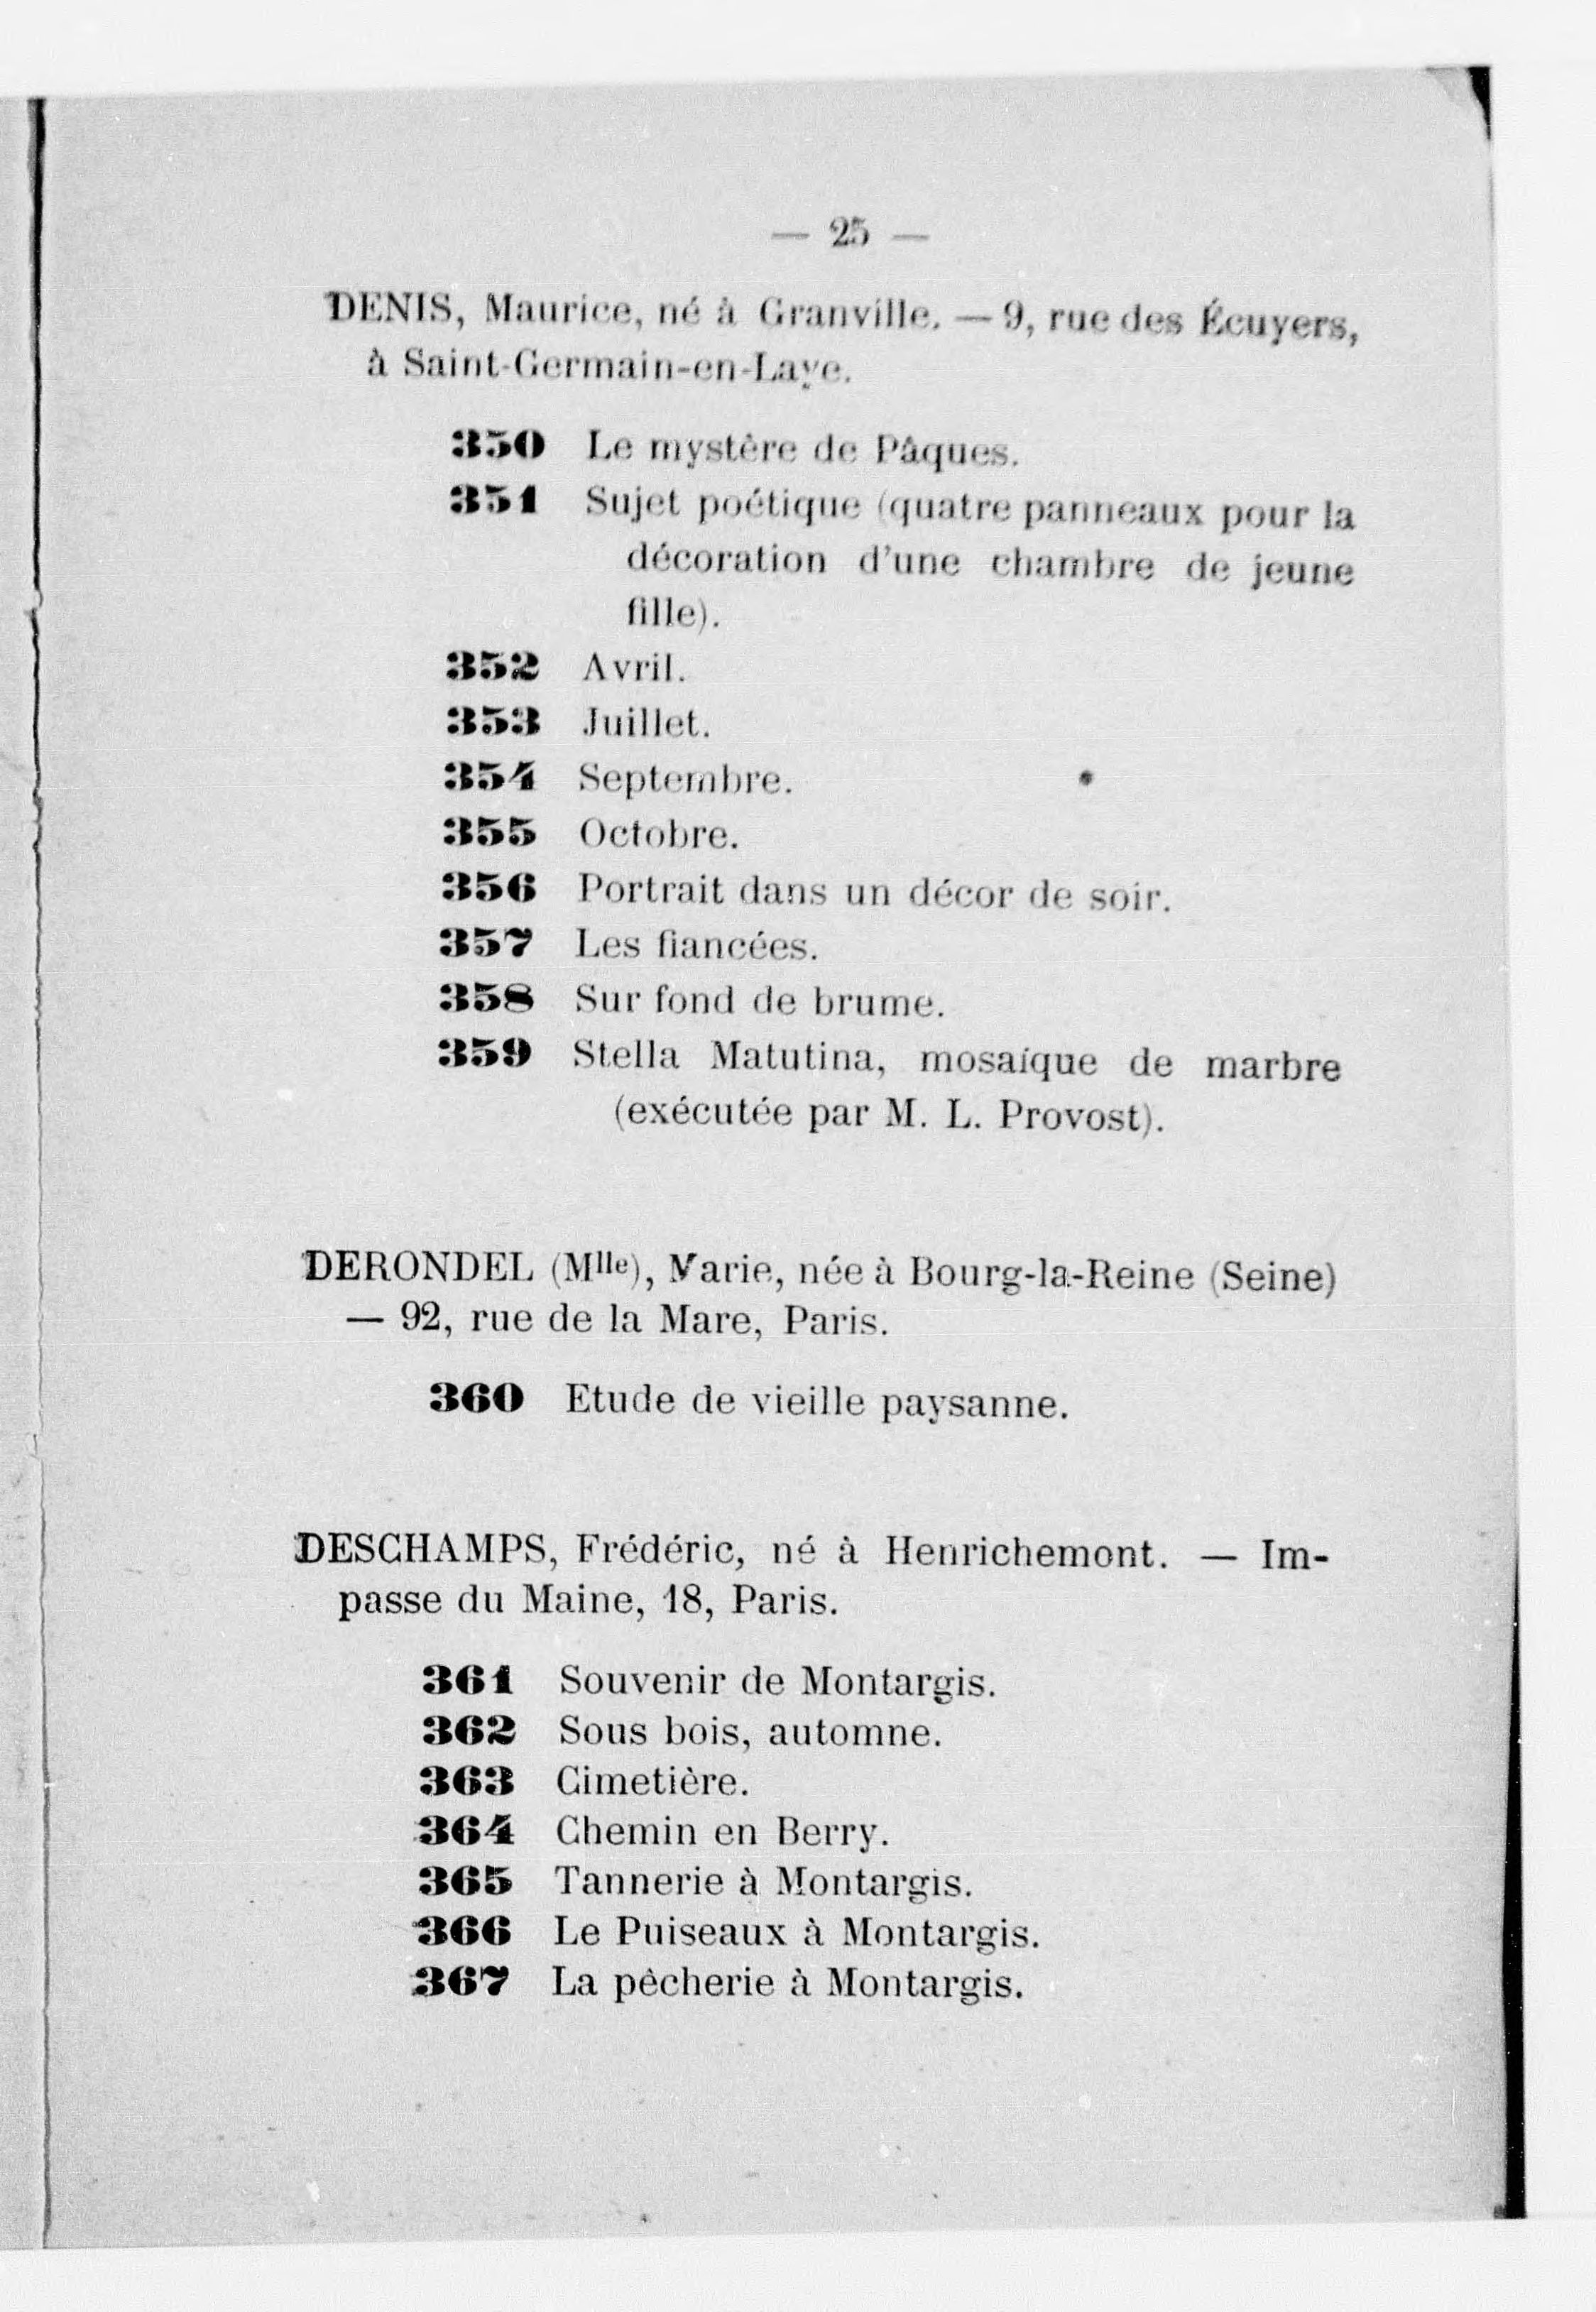 — 25 —
DENIS, Maurice, né à Granville. — 9, rue des Écuyers,
à Saint-Germain-en-Laye.
350 Le mystère de Pâques.
351 Sujet poétique (quatre panneaux pour la
décoration d'une chambre de jeune
fille).
352 Avril.
353 Juillet.
354 Septembre.
355 Octobre.
356 Portrait dans un décor de soir.
357 Les fiancées.
358 Sur fond de brume.
359 Stella Matutina, mosaïque de marbre
(exécutée par M. L. Provost).
DERONDEL (Mlle), Marie, née à Bourg-la-Reine (Seine)
— 92, rue de la Mare, Paris.
360 Etude de vieille paysanne.
DESCHAMPS, Frédéric, né à Henrichemont. — Im-
passe du Maine, 18, Paris.
361 Souvenir de Montargis.
362 Sous bois, automne.
363 Cimetière.
364 Chemin en Berry.
365 Tannerie à Montargis.
366 Le Puiseaux à Montargis.
367 La pêcherie à Montargis.